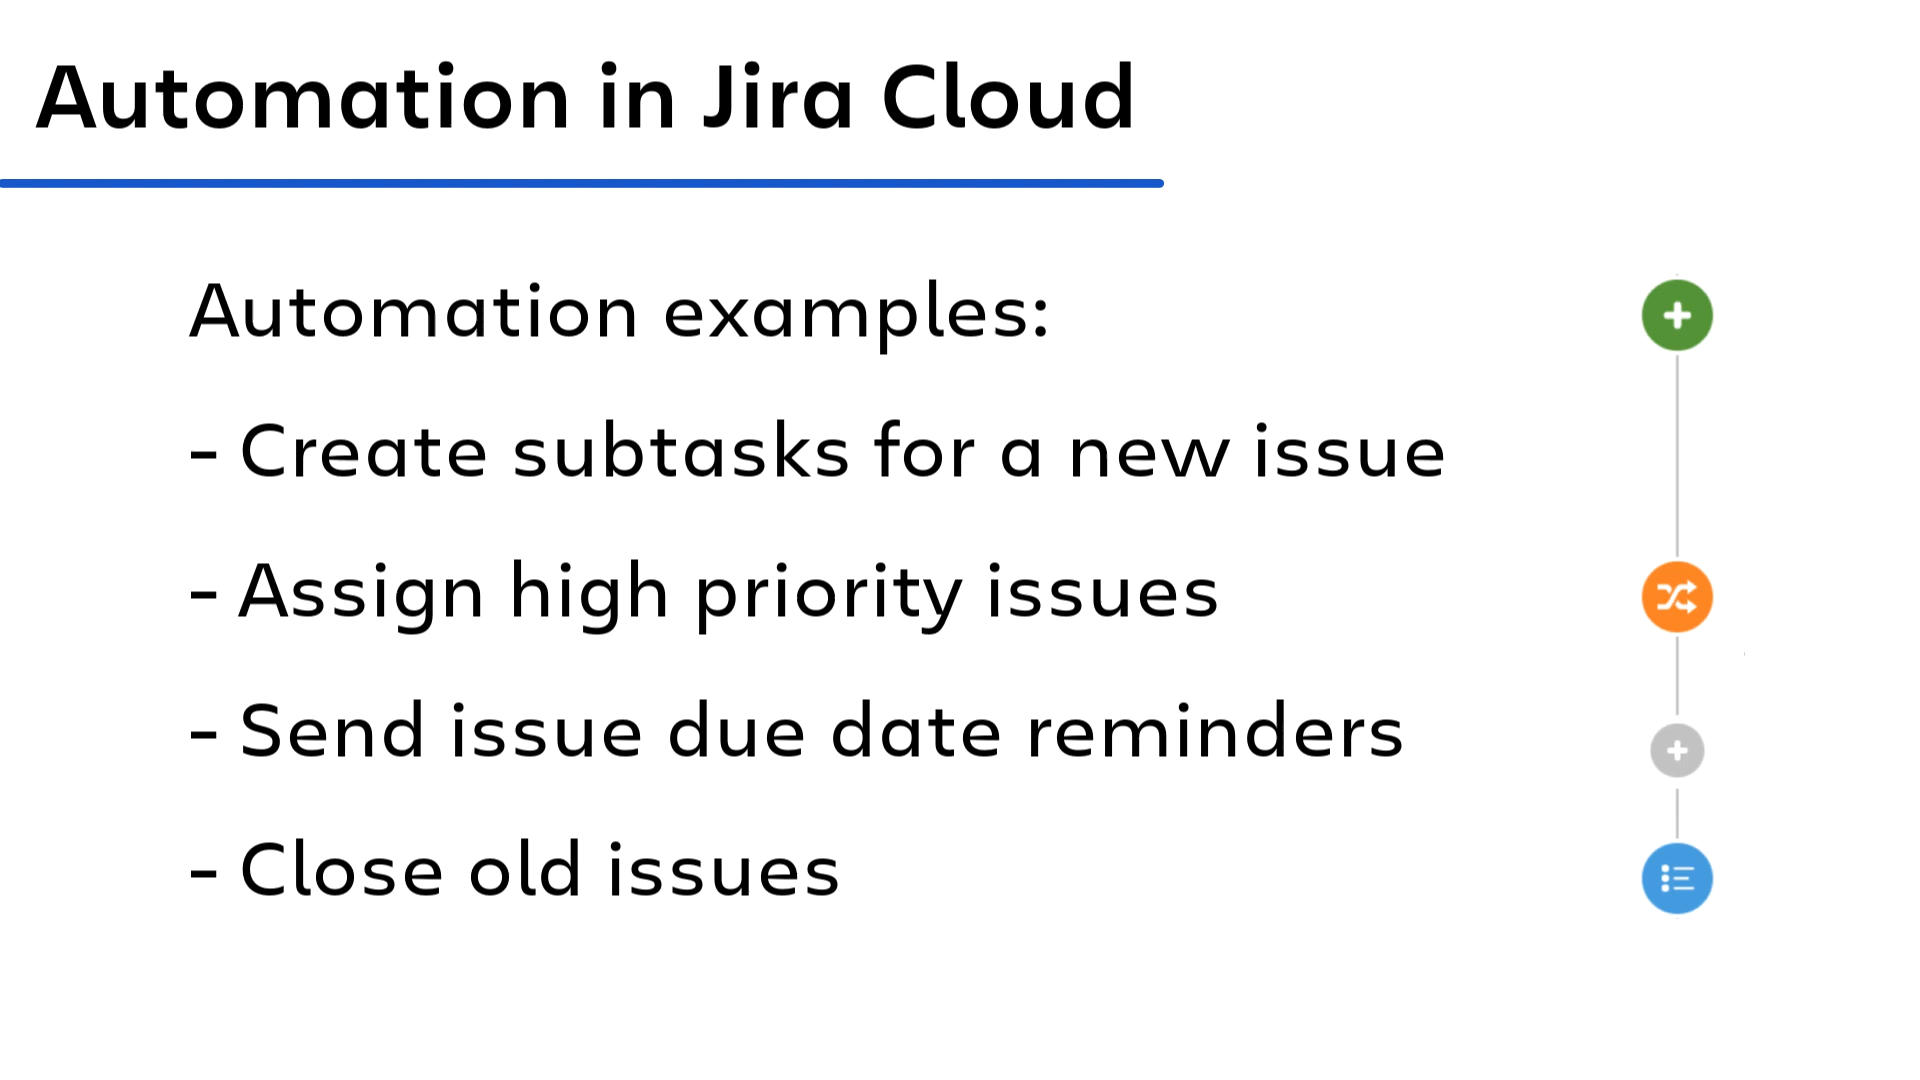 Automation in Jira Cloud
Automation examples:
- Create subtasks for a new issue
- Assign high priority issues
- Send issue due date reminders
- Close old issues